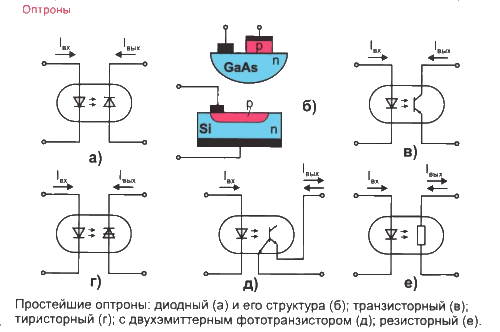 Оптроны
Iвх Iвых
а)
p
n
GaAs
p
Si n
б)
Iвх Iвых
в)
Iвх Iвых
г)
Iвх Iвых
д)
Iвх Iвых
е)
Простейшие оптроны: диодный (а) и его структура (б); транзисторный (в);
тиристорный (г); с двухэмиттерным фототранзистором (д); резисторный (е).